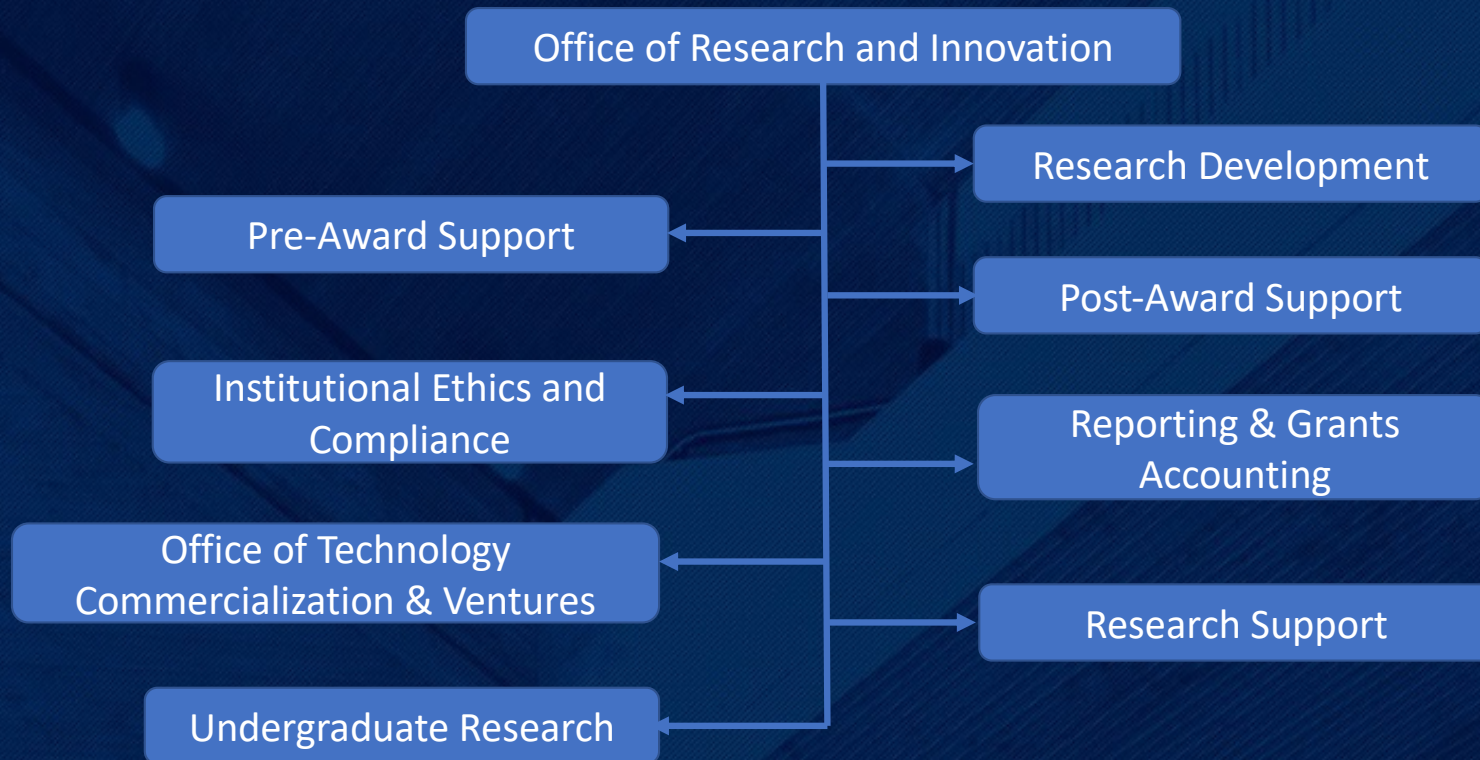 Office of Research and Innovation
Research Development
Pre-Award Support
Post-Award Support
Institutional Ethics and
Compliance
Reporting & Grants
Accounting
Office of Technology
Commercialization & Ventures
Research Support
Undergraduate Research